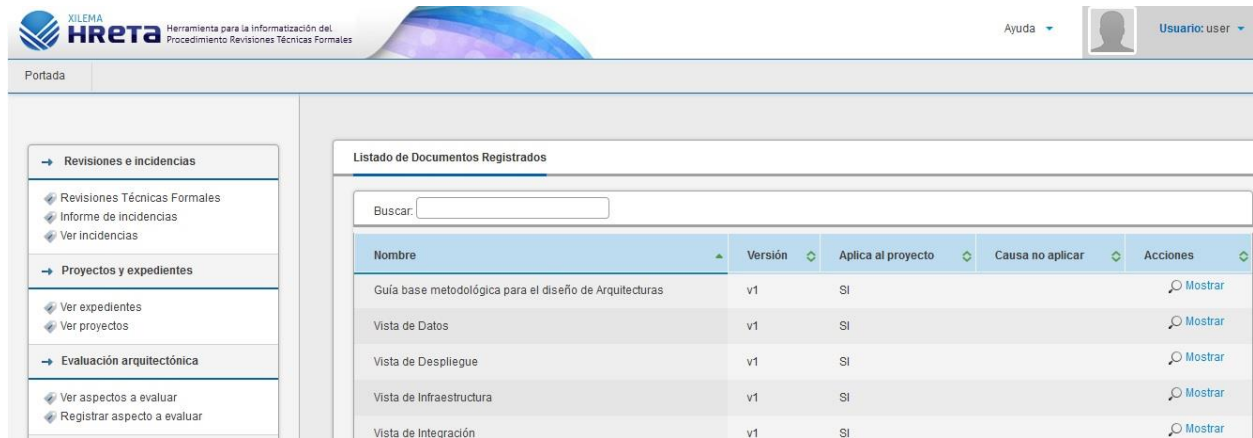 XILEMA
HReta Herramienta para la informatización del
Procedimiento Revisiones Técnicas Formales
Ayuda
Usuario: user
Portada
Revisiones e incidencias
Revisiones Técnicas Formales
Informe de incidencias
Ver incidencias
Proyectos y expedientes
Ver expedientes
Ver proyectos
Evaluación arquitectónica
Ver aspectos a evaluar
Registrar aspecto a evaluar
Listado de Documentos Registrados
Buscar:
Nombre Versión Aplica al proyecto Causa no aplicar Acciones
Guía base metodológica para el diseño de Arquitecturas v1 SI Mostrar
Vista de Datos v1 SI Mostrar
Vista de Despliegue v1 SI Mostrar
Vista de Infraestructura v1 SI Mostrar
Vista de Integración v1 SI Mostrar